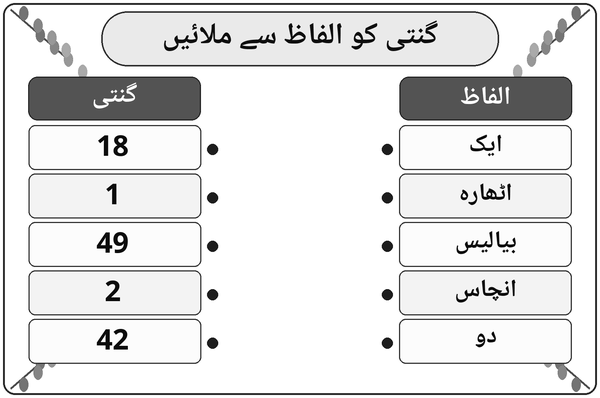 گنتی کو الفاظ سے ملائیں
الفاظ گنتی
ایک 18
اٹھارہ 1
بیالیس 49
انچاس 2
دو 42